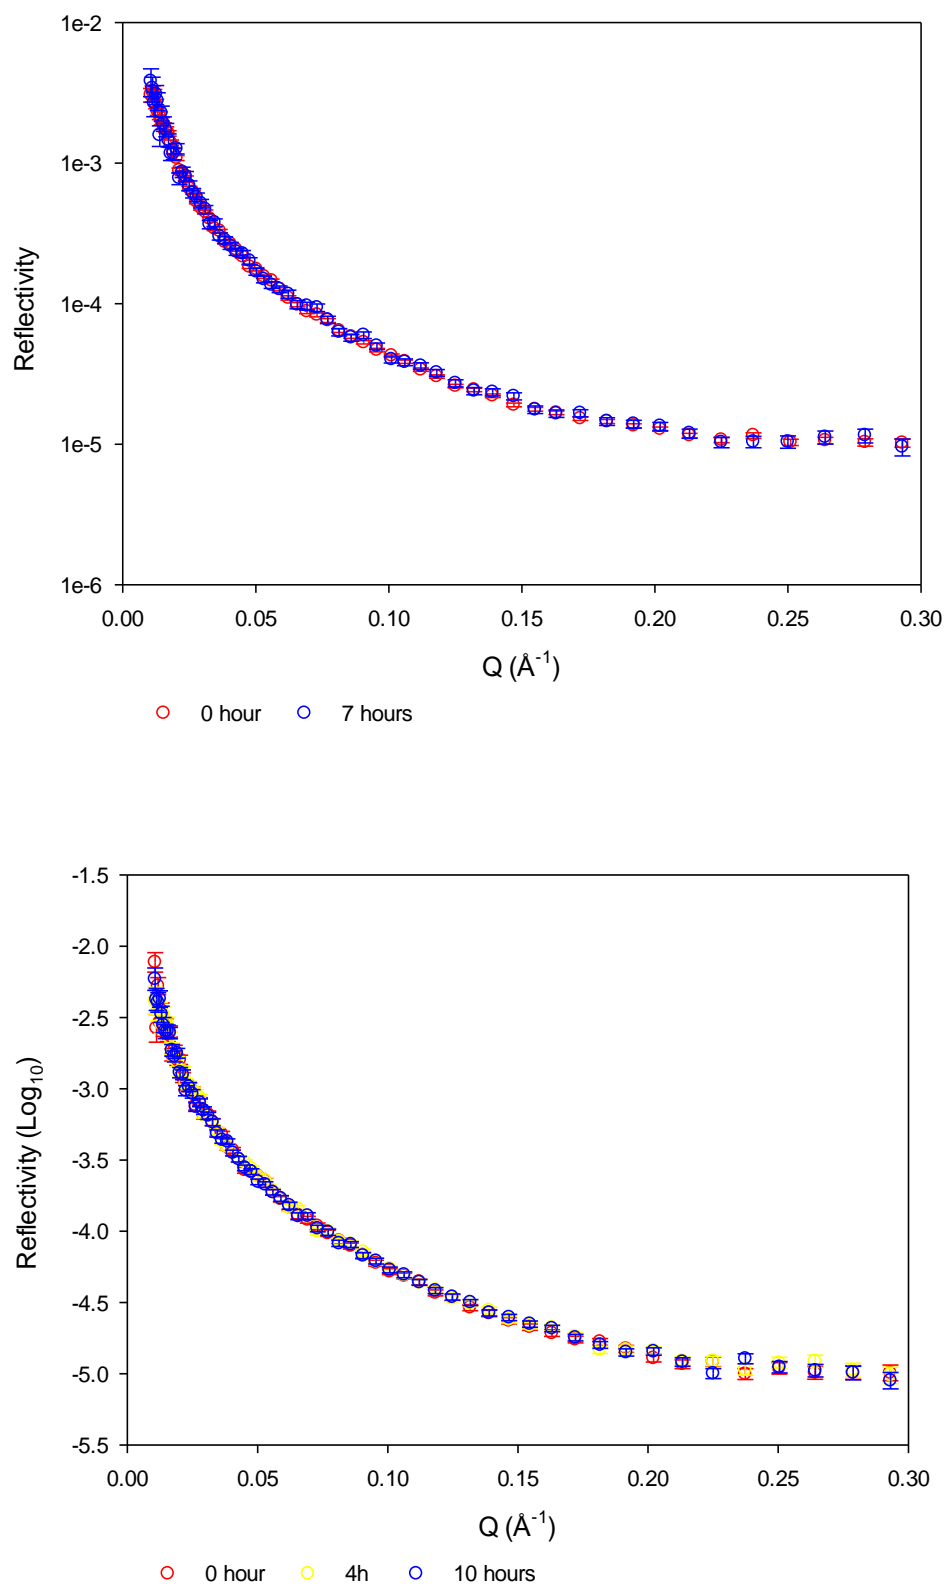 1e-2
1e-3
1e-4
1e-5
1e-6
Reflectivity
0.00 0.05 0.10 0.15 0.20 0.25 0.30
Q (Å⁻¹)
0 hour 7 hours
-1.5
-2.0
-2.5
-3.0
-3.5
-4.0
-4.5
-5.0
-5.5
Reflectivity (Log₁₀)
0.00 0.05 0.10 0.15 0.20 0.25 0.30
Q (Å⁻¹)
0 hour 4h 10 hours